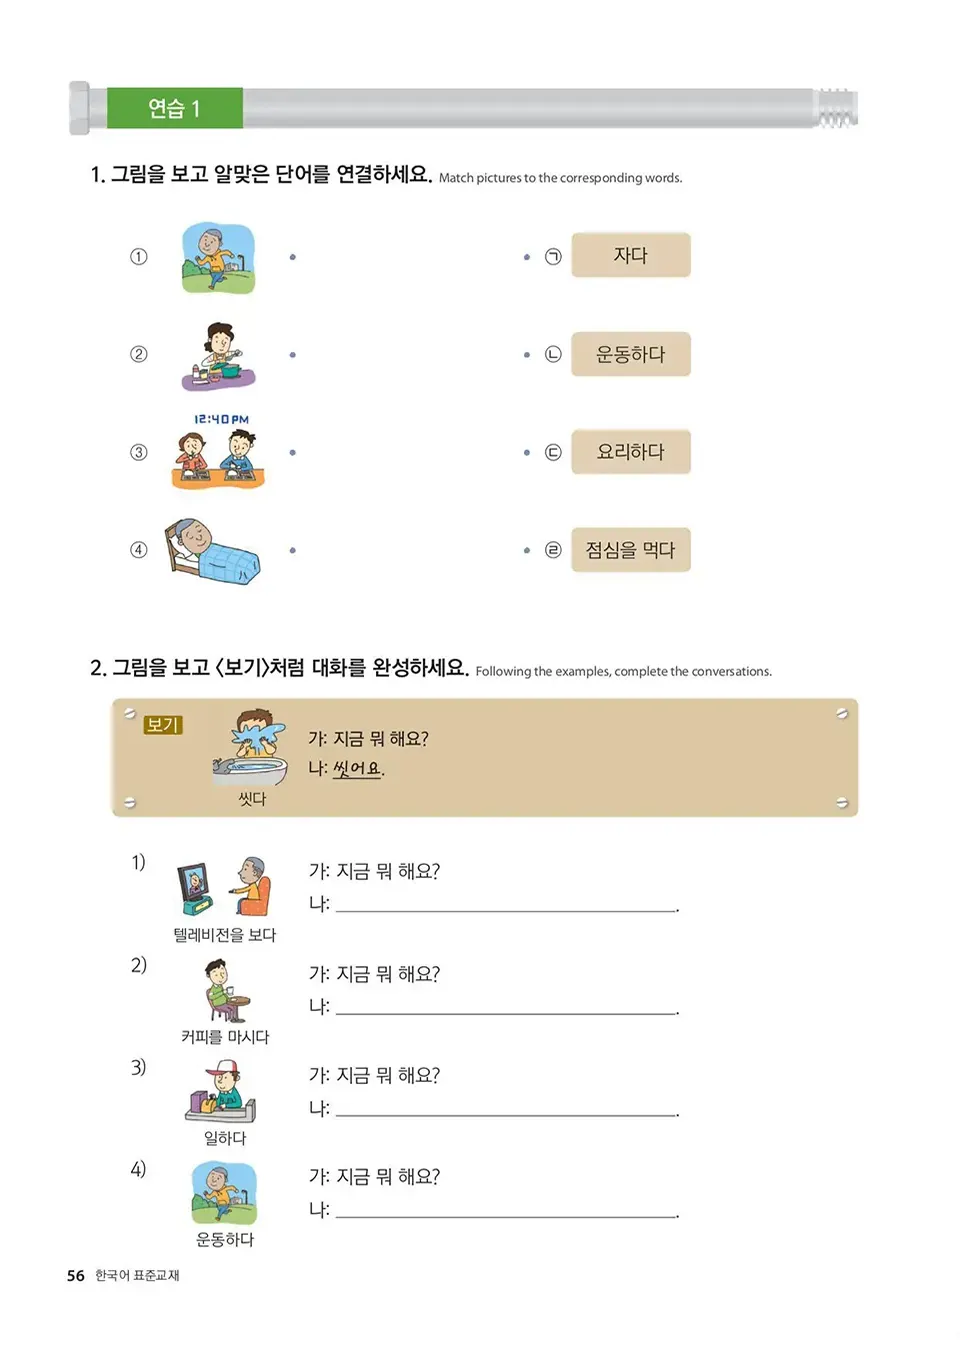 연습 1
1. 그림을 보고 알맞은 단어를 연결하세요. Match pictures to the corresponding words.
① ㉠ 자다
② ㉡ 운동하다
12:40 PM
③ ㉢ 요리하다
④ ㉣ 점심을 먹다
2. 그림을 보고 〈보기〉처럼 대화를 완성하세요. Following the examples, complete the conversations.
보기
가: 지금 뭐 해요?
나: 씻어요.
씻다
1)
가: 지금 뭐 해요?
나: .
텔레비전을 보다
2)
가: 지금 뭐 해요?
나: .
커피를 마시다
3)
가: 지금 뭐 해요?
나: .
일하다
4)
가: 지금 뭐 해요?
나: .
운동하다
56 한국어 표준교재